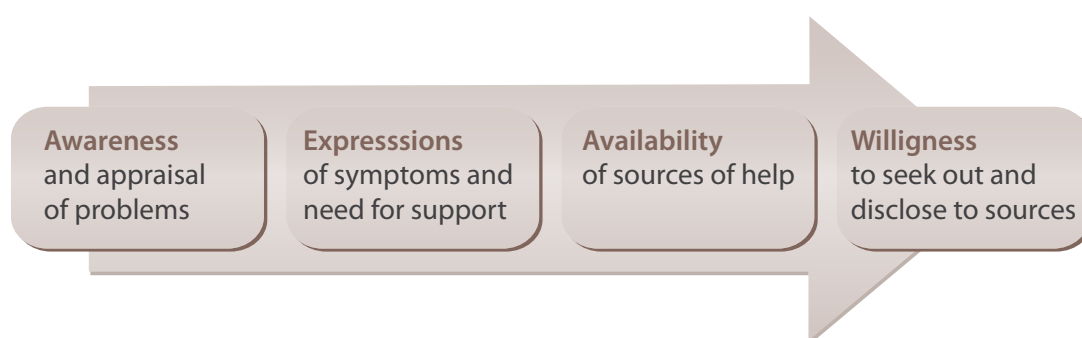 Awareness
and appraisal
of problems
Expresssions
of symptoms and
need for support
Availability
of sources of help
Willigness
to seek out and
disclose to sources